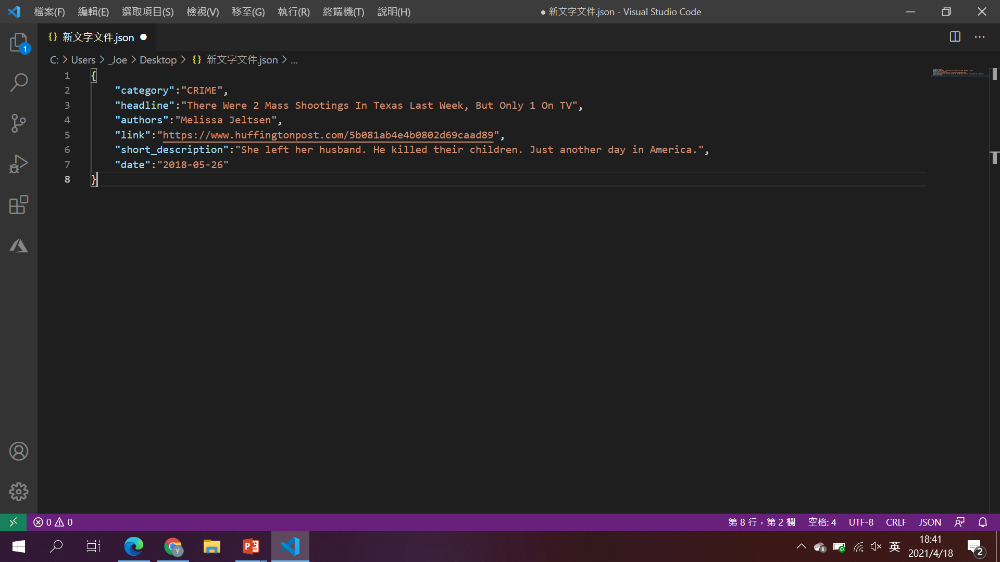 檔案(F) 編輯(E) 選取項目(S) 檢視(V) 移至(G) 執行(R) 終端機(T) 說明(H) ● 新文字文件.json - Visual Studio Code
{} 新文字文件.json ●
1
C: > Users > _Joe > Desktop > {} 新文字文件.json > ...
1 {
2 "category":"CRIME",
3 "headline":"There Were 2 Mass Shootings In Texas Last Week, But Only 1 On TV",
4 "authors":"Melissa Jeltsen",
5 "link":"https://www.huffingtonpost.com/5b081ab4e4b0802d69caad89",
6 "short_description":"She left her husband. He killed their children. Just another day in America.",
7 "date":"2018-05-26"
8 }
0 0 第 8 行，第 2 欄 空格: 4 UTF-8 CRLF JSON
Y P 英 18:41
2021/4/18 2